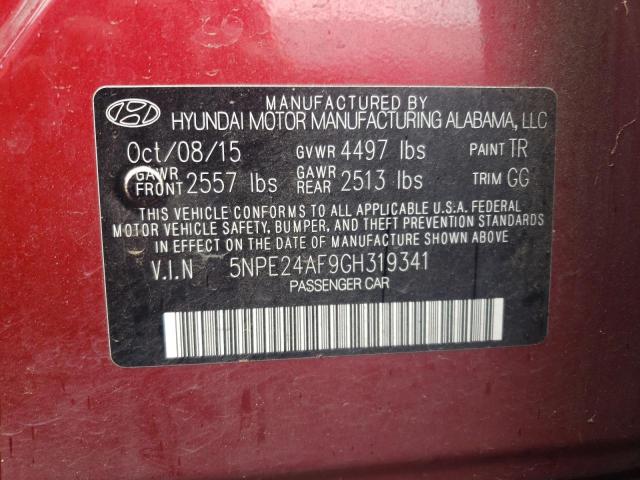 MANUFACTURED BY
HYUNDAI MOTOR MANUFACTURING ALABAMA, LLC
Oct/08/15 GVWR 4497 lbs PAINT TR
GAWR FRONT 2557 lbs GAWR REAR 2513 lbs TRIM GG
THIS VEHICLE CONFORMS TO ALL APPLICABLE U.S.A. FEDERAL
MOTOR VEHICLE SAFETY, BUMPER, AND THEFT PREVENTION STANDARDS
IN EFFECT ON THE DATE OF MANUFACTURE SHOWN ABOVE.
V.I.N 5NPE24AF9GH319341
PASSENGER CAR